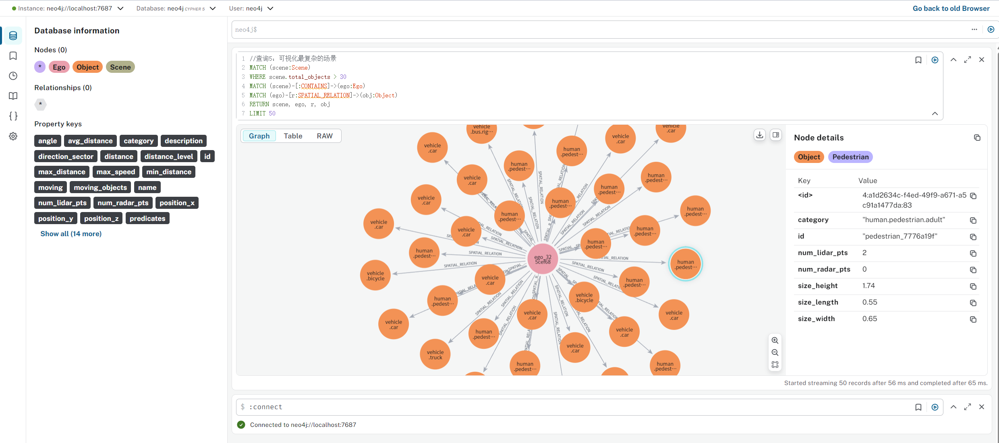 Instance: neo4j://localhost:7687
Database: neo4j CYPHER 5
User: neo4j
Go back to old Browser
Database information
Nodes (0)
* Ego Object Scene
Relationships (0)
*
Property keys
angle avg_distance category description
direction_sector distance distance_level id
max_distance max_speed min_distance
moving moving_objects name
num_lidar_pts num_radar_pts position_x
position_y position_z predicates
Show all (14 more)
neo4j$
1 //查询5：可视化最复杂的场景
2 MATCH (scene:Scene)
3 WHERE scene.total_objects > 30
4 MATCH (scene)-[:CONTAINS]->(ego:Ego)
5 MATCH (ego)-[r:SPATIAL_RELATION]->(obj:Object)
6 RETURN scene, ego, r, obj
7 LIMIT 50
Graph Table RAW
vehicle
.bus.rig…
vehicle
.car
vehicle
.car
vehicle
.car
human
.pedest…
human
.pedest…
vehicle
.car
human
.pedest…
human
.pedest…
vehicle
.car
human
.pedest…
human
.pedest…
human
.pedest…
vehicle
.car
vehicle
.car
human
.pedest…
human
.pedest…
human
.pedest…
ego_32
5cef68
human
.pedest…
vehicle
.bicycle
vehicle
.car
human
.pedest…
human
.pedest…
vehicle
.bicycle
vehicle
.car
vehicle
.car
vehicle
.car
human
.pedest…
vehicle
.car
vehicle
.car
vehicle
.truck
human
.pedest…
human
.pedest…
SPATIAL_RELATION
SPATIAL_RELATION
SPATIAL_RELATION
SPATIAL_RELATION
SPATIAL_RELATION
SPATIAL_RELATION
SPATIAL_RELATION
SPATIAL_RELATION
SPATIAL_RELATION
SPATIAL_RELATION
SPATIAL_RELATION
SPATIAL_RELATION
SPATIAL_RELATION
Node details
Object Pedestrian
Key Value
<id> 4:a1d2634c-f4ed-49f9-a671-a5
c91a1477da:83
category "human.pedestrian.adult"
id "pedestrian_7776a19f"
num_lidar_pts 2
num_radar_pts 0
size_height 1.74
size_length 0.55
size_width 0.65
Started streaming 50 records after 56 ms and completed after 65 ms.
$ :connect
Connected to neo4j://localhost:7687